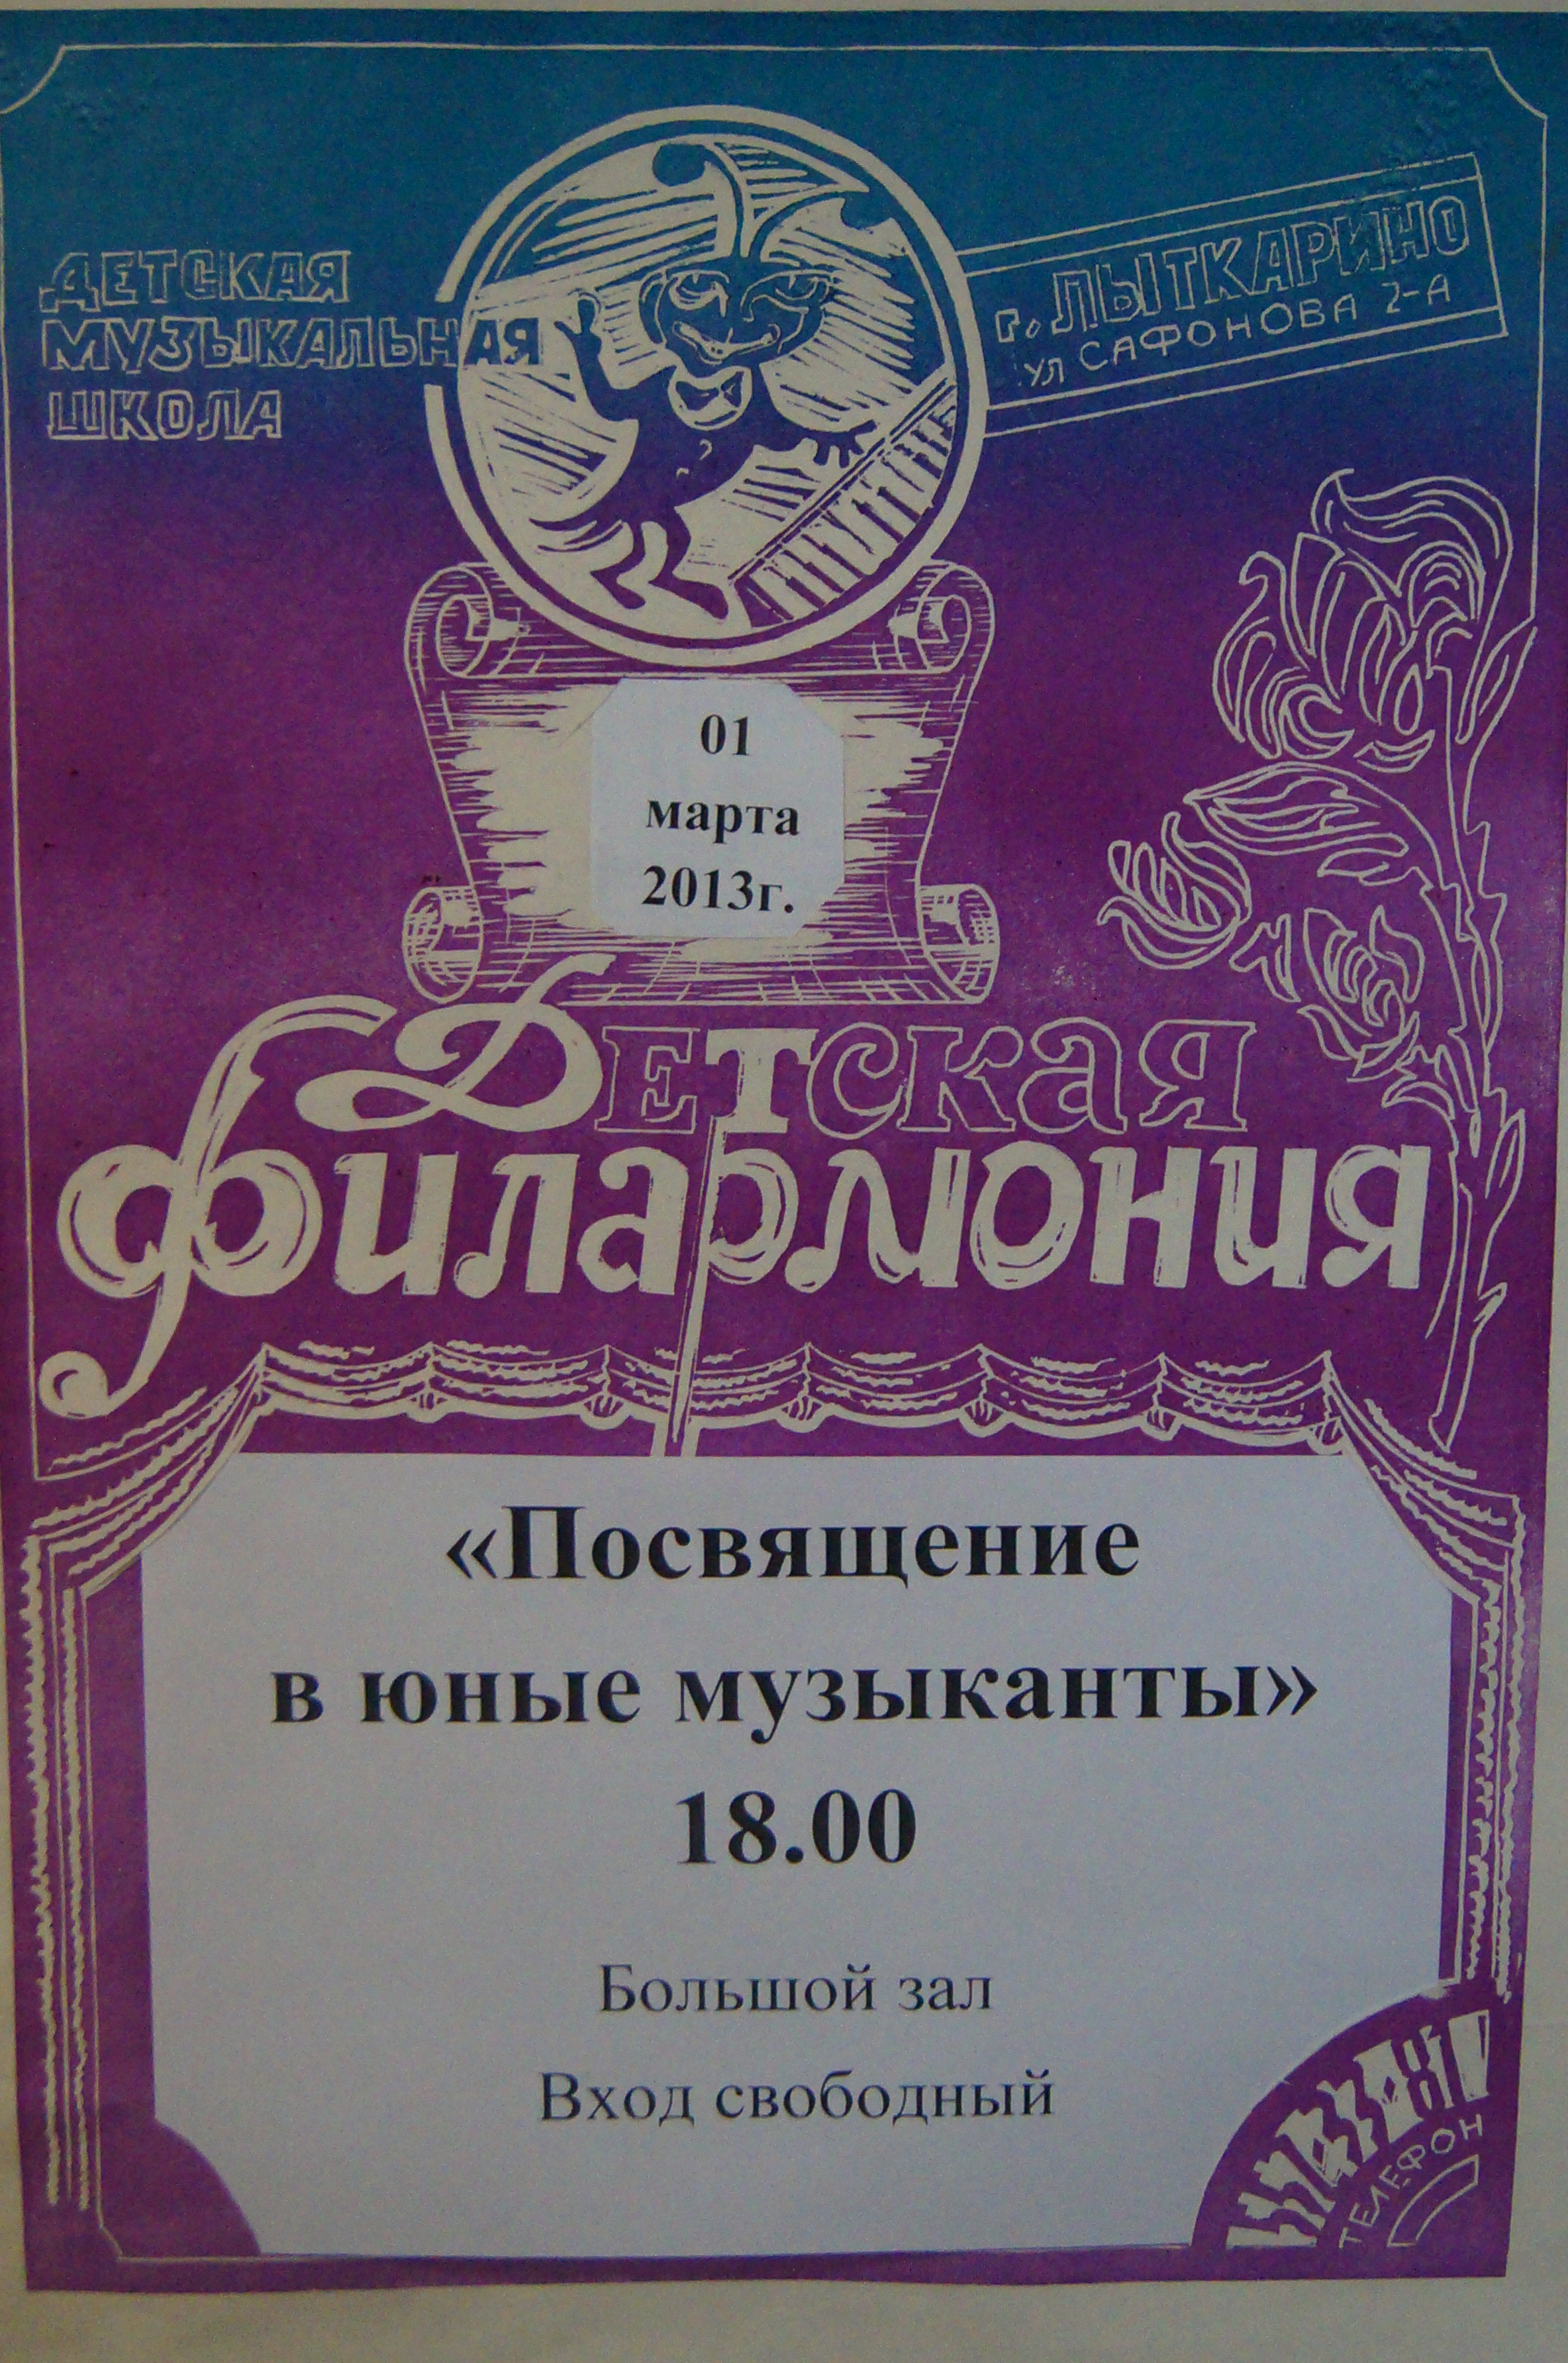 ДЕТСКАЯ
МУЗЫКАЛЬНАЯ
ШКОЛА
г. ЛЫТКАРИНО
УЛ САФОНОВА 2-А
01
марта
2013г.
Детская
филармония
«Посвящение
в юные музыканты»
18.00
Большой зал
Вход свободный
ТЕЛЕФОН